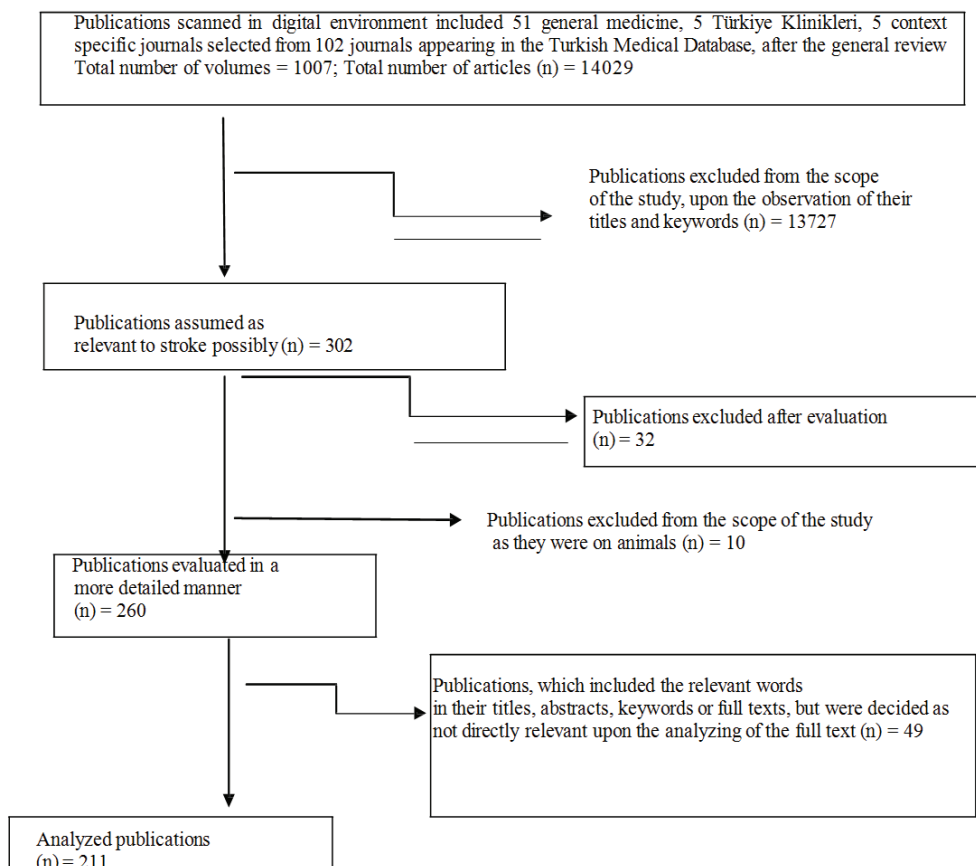 Publications scanned in digital environment included 51 general medicine, 5 Türkiye Klinikleri, 5 context
specific journals selected from 102 journals appearing in the Turkish Medical Database, after the general review
Total number of volumes = 1007; Total number of articles (n) = 14029
Publications excluded from the scope
of the study, upon the observation of their
titles and keywords (n) = 13727
Publications assumed as
relevant to stroke possibly (n) = 302
Publications excluded after evaluation
(n) = 32
Publications excluded from the scope of the study
as they were on animals (n) = 10
Publications evaluated in a
more detailed manner
(n) = 260
Publications, which included the relevant words
in their titles, abstracts, keywords or full texts, but were decided as
not directly relevant upon the analyzing of the full text (n) = 49
Analyzed publications
(n) = 211